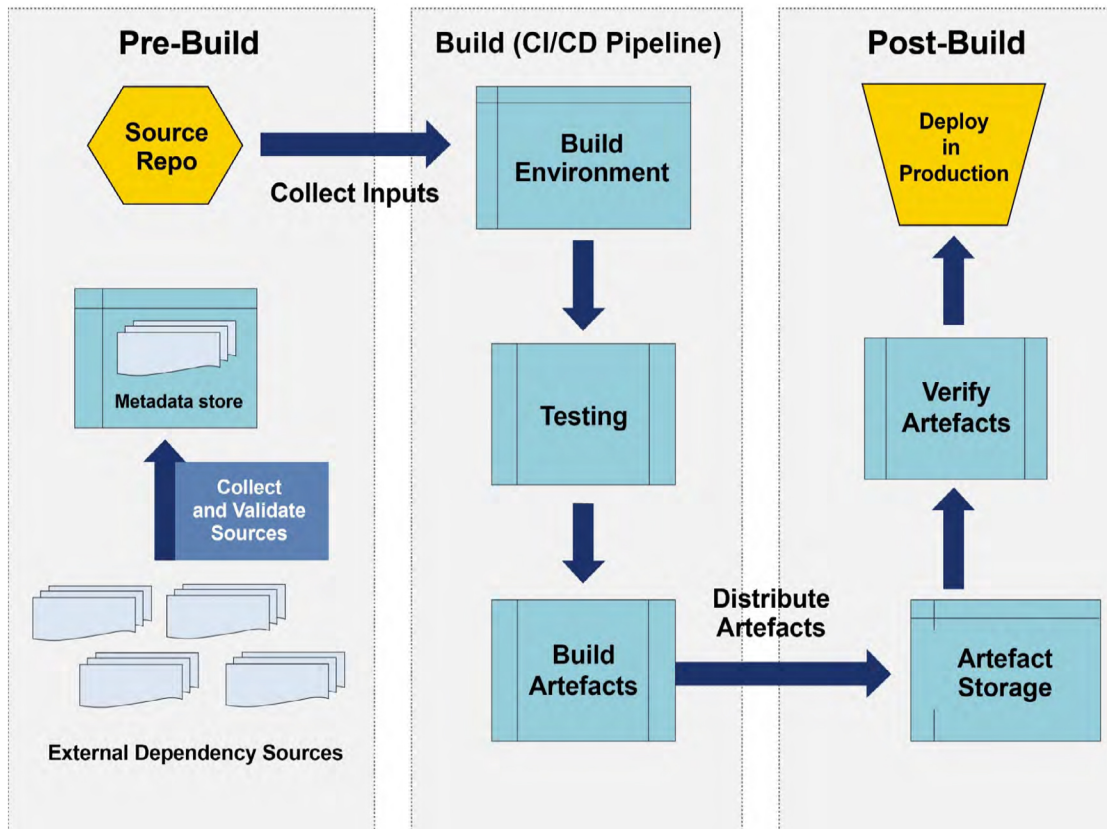 Pre-Build
Source
Repo
Collect Inputs
Metadata store
Collect
and Validate
Sources
External Dependency Sources
Build (CI/CD Pipeline)
Build
Environment
Testing
Build
Artefacts
Distribute
Artefacts
Post-Build
Deploy
in
Production
Verify
Artefacts
Artefact
Storage